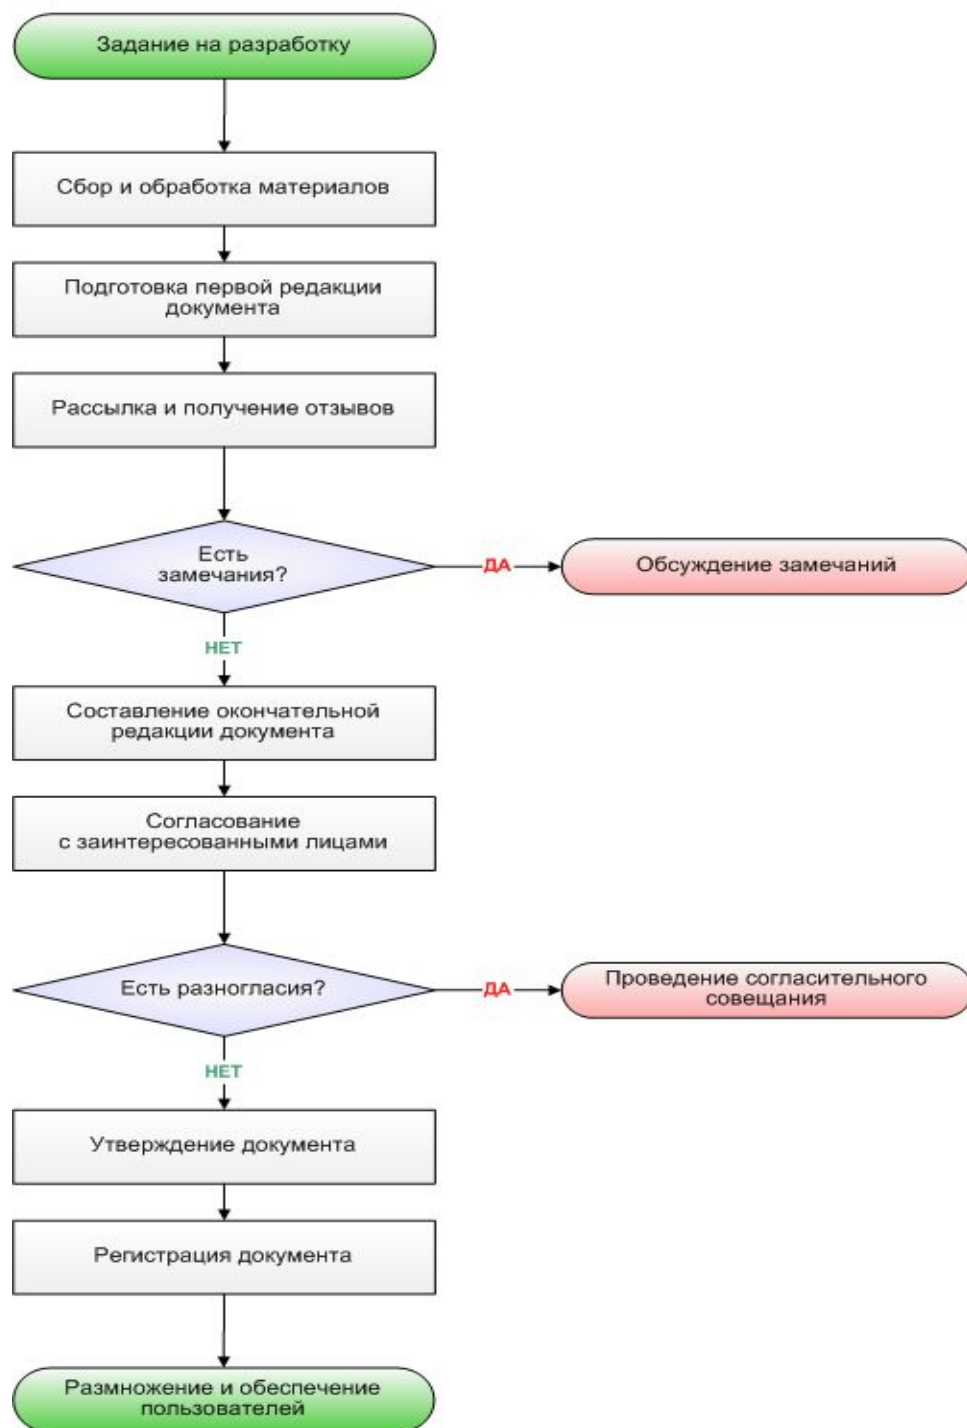 Задание на разработку
Сбор и обработка материалов
Подготовка первой редакции
документа
Рассылка и получение отзывов
Есть
замечания?
ДА
Обсуждение замечаний
НЕТ
Составление окончательной
редакции документа
Согласование
с заинтересованными лицами
Есть разногласия?
ДА
Проведение согласительного
совещания
НЕТ
Утверждение документа
Регистрация документа
Размножение и обеспечение
пользователей